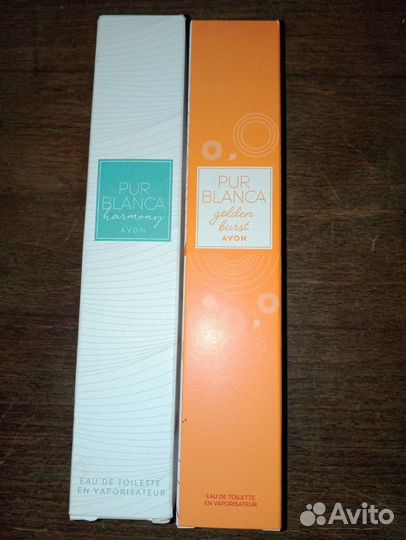 PUR
BLANCA
harmony
AVON
EAU DE TOILETTE
EN VAPORISATEUR
PUR
BLANCA
golden
burst
AVON
EAU DE TOILETTE
EN VAPORISATEUR
Avito